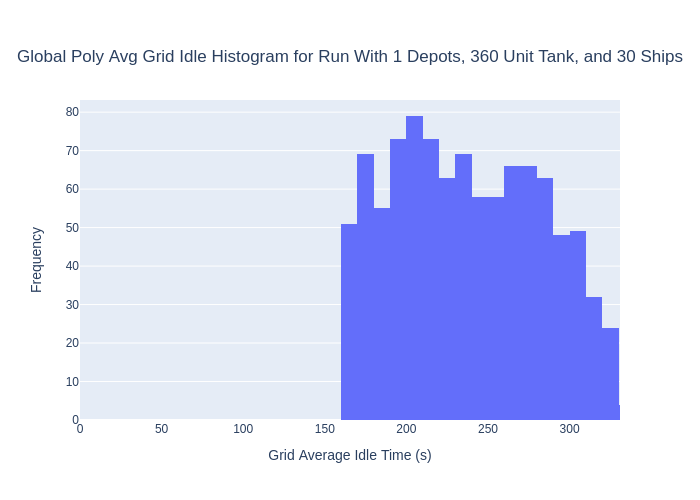 Global Poly Avg Grid Idle Histogram for Run With 1 Depots, 360 Unit Tank, and 30 Ships
80
70
60
50
40
30
20
10
0
Frequency
0 50 100 150 200 250 300
Grid Average Idle Time (s)